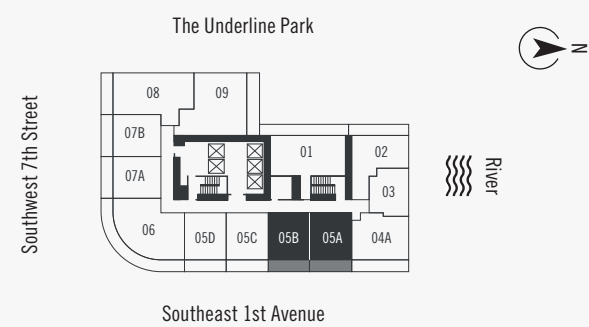 The Underline Park
N
Southwest 7th Street
08
09
07B
01
02
07A
03
River
06
05D
05C
05B
05A
04A
Southeast 1st Avenue